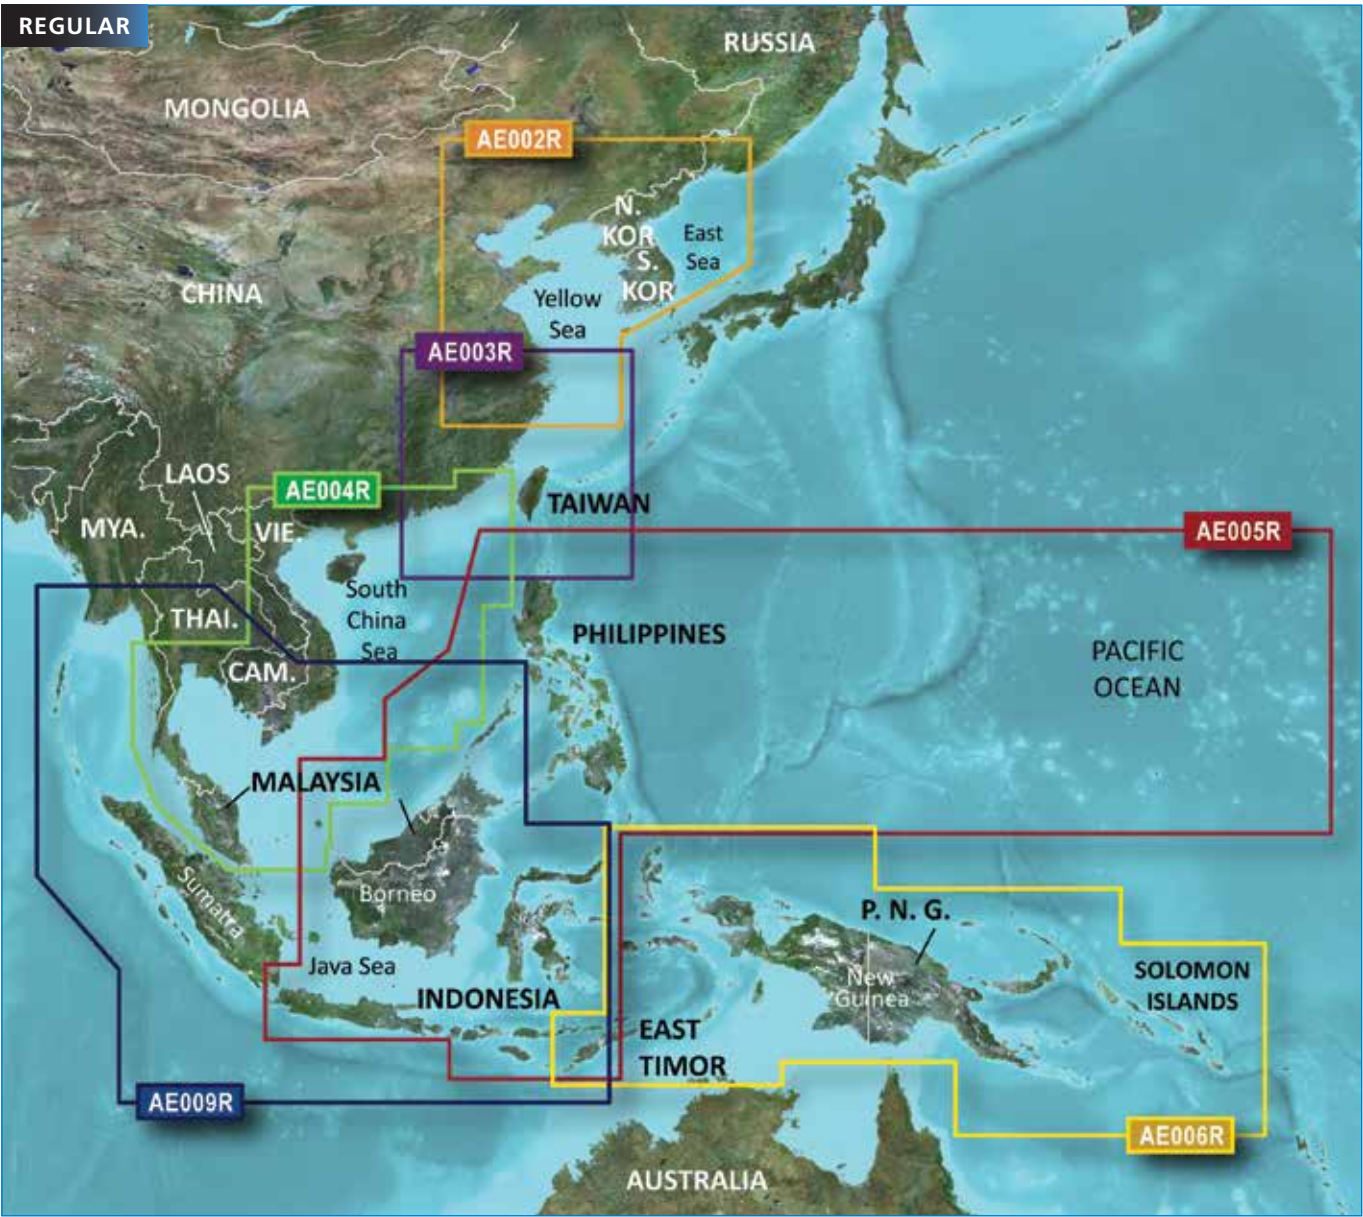 REGULAR
RUSSIA
MONGOLIA
AE002R
N.
KOR
East
Sea
S.
KOR
CHINA
Yellow
Sea
AE003R
LAOS
AE004R
TAIWAN
MYA.
VIE.
AE005R
South
China
Sea
THAI.
PHILIPPINES
CAM.
PACIFIC
OCEAN
MALAYSIA
Sumatra
Borneo
P. N. G.
Java Sea
New
Guinea
SOLOMON
ISLANDS
INDONESIA
EAST
TIMOR
AE009R
AE006R
AUSTRALIA